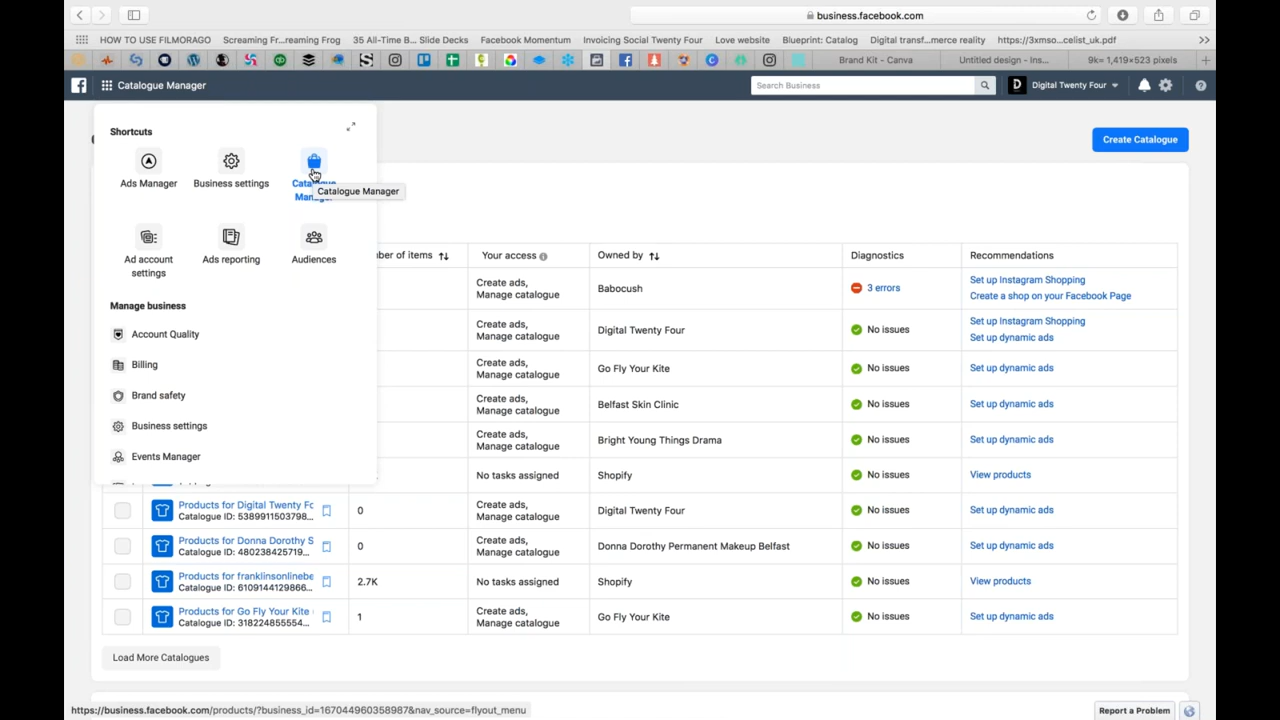 business.facebook.com
HOW TO USE FILMORAGO
Screaming Fr...reaming Frog
35 All-Time B... Slide Decks
Facebook Momentum
Invoicing Social Twenty Four
Love website
Blueprint: Catalog
Digital transf...merce reality
https://3xmso...celist_uk.pdf
Brand Kit - Canva
Untitled design - Ins...
9k= 1,419×523 pixels
Catalogue Manager
Search Business
Digital Twenty Four
Shortcuts
Create Catalogue
Ads Manager
Business settings
Catalogue Manager
Ad account
settings
Ads reporting
Audiences
Manage business
Account Quality
Billing
Brand safety
Business settings
Events Manager
ber of items
Your access
Owned by
Diagnostics
Recommendations
Create ads,
Manage catalogue
Babocush
3 errors
Set up Instagram Shopping
Create a shop on your Facebook Page
Create ads,
Manage catalogue
Digital Twenty Four
No issues
Set up Instagram Shopping
Set up dynamic ads
Create ads,
Manage catalogue
Go Fly Your Kite
No issues
Set up dynamic ads
Create ads,
Manage catalogue
Belfast Skin Clinic
No issues
Set up dynamic ads
Create ads,
Manage catalogue
Bright Young Things Drama
No issues
Set up dynamic ads
No tasks assigned
Shopify
No issues
View products
Products for Digital Twenty Fo
Catalogue ID: 5389911503798...
0
Create ads,
Manage catalogue
Digital Twenty Four
No issues
Set up dynamic ads
Products for Donna Dorothy S
Catalogue ID: 480238425719...
0
Create ads,
Manage catalogue
Donna Dorothy Permanent Makeup Belfast
No issues
Set up dynamic ads
Products for franklinsonlinebe
Catalogue ID: 6109144129866...
2.7K
No tasks assigned
Shopify
No issues
View products
Products for Go Fly Your Kite
Catalogue ID: 318224855554...
1
Create ads,
Manage catalogue
Go Fly Your Kite
No issues
Set up dynamic ads
Load More Catalogues
https://business.facebook.com/products/?business_id=167044960358987&nav_source=flyout_menu
Report a Problem